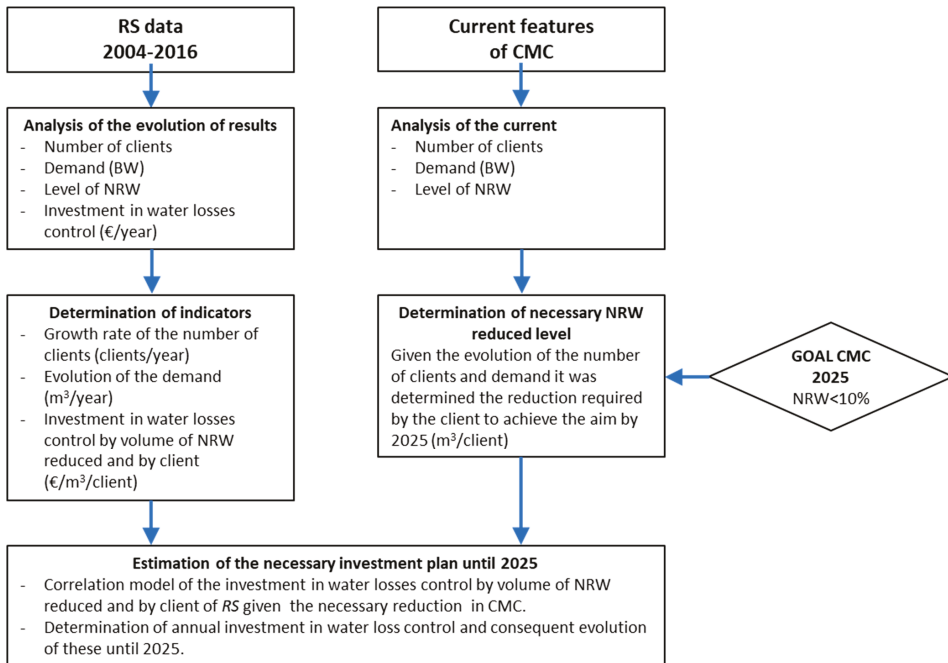 RS data
2004-2016
Current features
of CMC
Analysis of the evolution of results
- Number of clients
- Demand (BW)
- Level of NRW
- Investment in water losses
control (€/year)
Analysis of the current
- Number of clients
- Demand (BW)
- Level of NRW
Determination of indicators
- Growth rate of the number of
clients (clients/year)
- Evolution of the demand
(m³/year)
- Investment in water losses
control by volume of NRW
reduced and by client
(€/m³/client)
Determination of necessary NRW
reduced level
Given the evolution of the number
of clients and demand it was
determined the reduction required
by the client to achieve the aim by
2025 (m³/client)
GOAL CMC
2025
NRW<10%
Estimation of the necessary investment plan until 2025
- Correlation model of the investment in water losses control by volume of NRW
reduced and by client of RS given the necessary reduction in CMC.
- Determination of annual investment in water loss control and consequent evolution
of these until 2025.